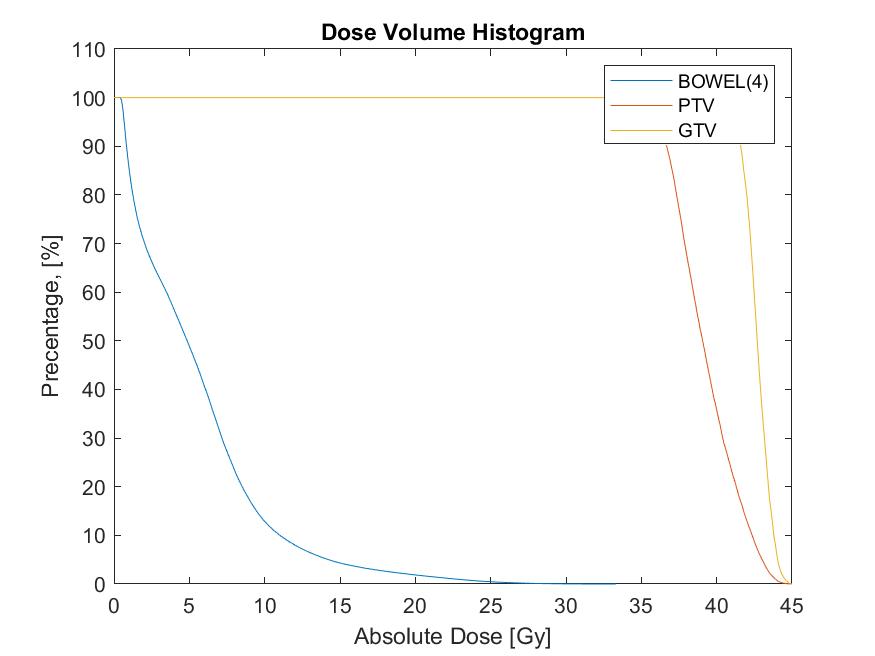 Dose Volume Histogram
110
100
90
80
70
60
50
40
30
20
10
0
Precentage, [%]
BOWEL(4)
PTV
GTV
0 5 10 15 20 25 30 35 40 45
Absolute Dose [Gy]